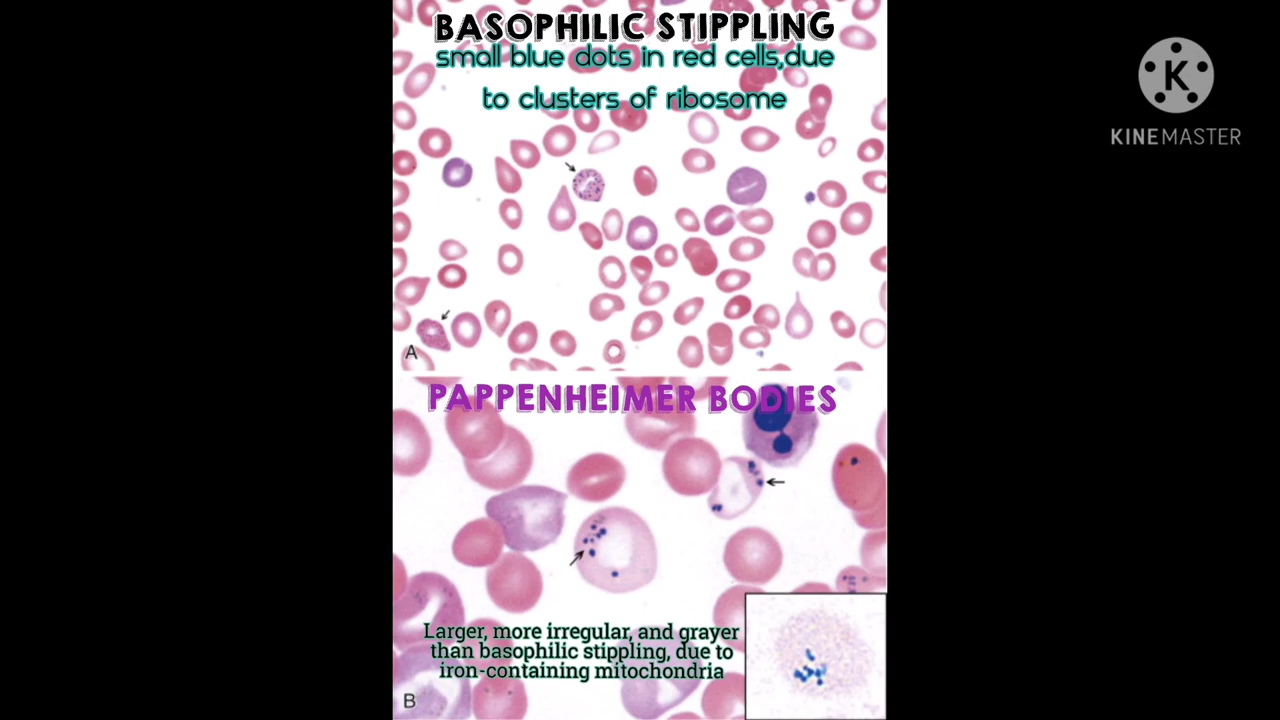 BASOPHILIC STIPPLING
small blue dots in red cells,due
to clusters of ribosome
KINEMASTER
A
PAPPENHEIMER BODIES
Larger, more irregular, and grayer
than basophilic stippling, due to
iron-containing mitochondria
B